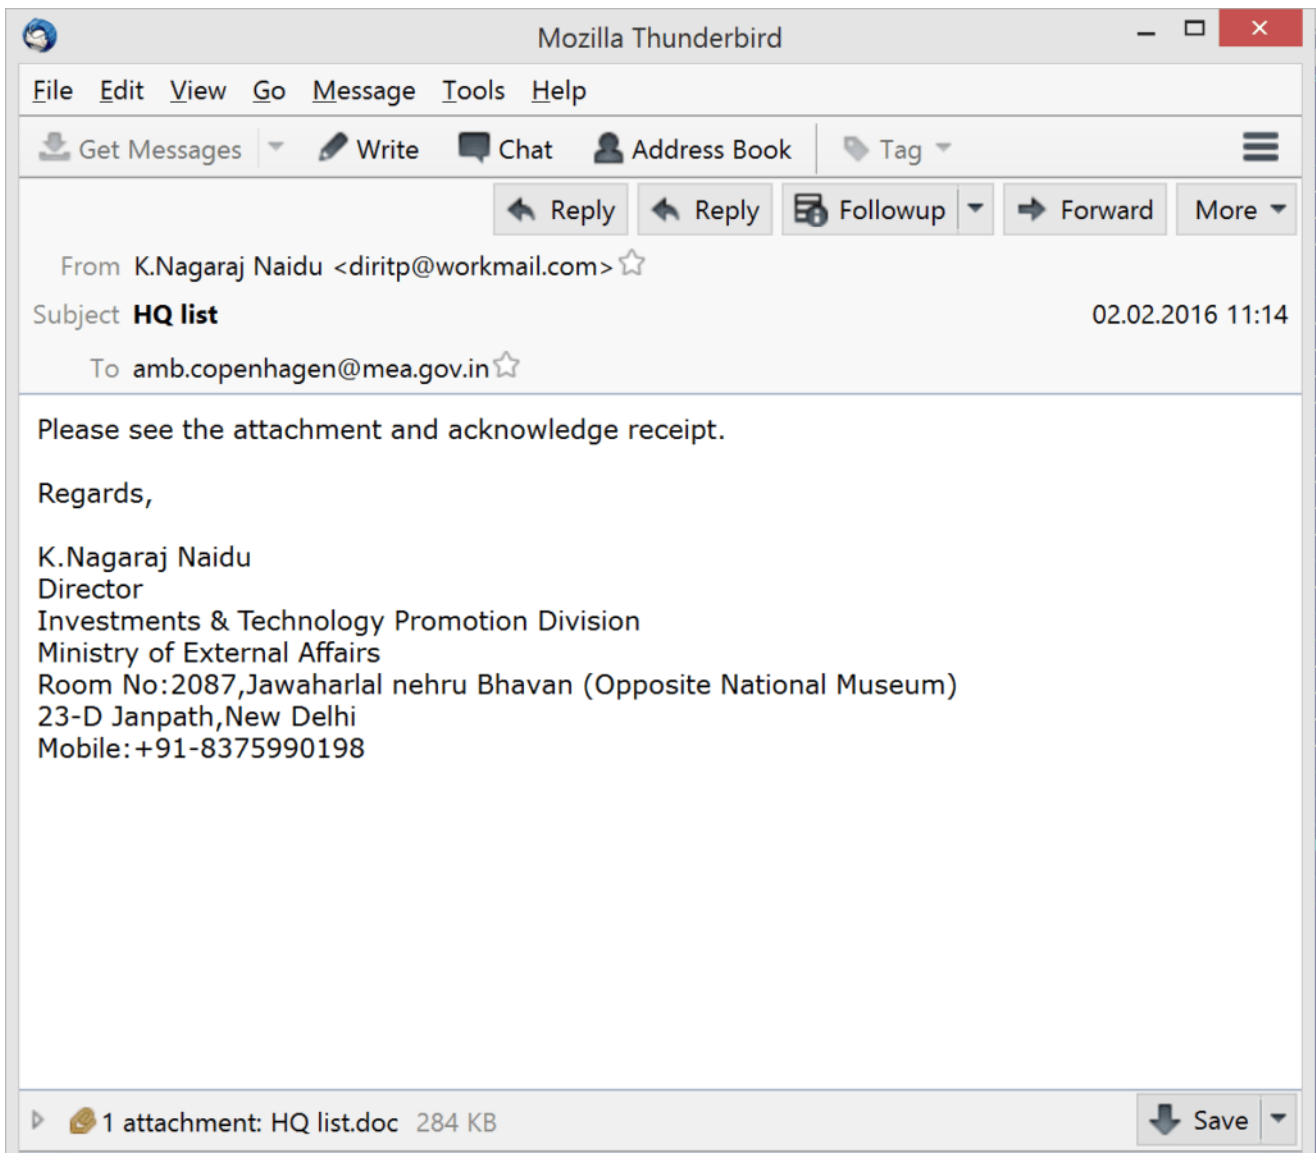 Mozilla Thunderbird
File Edit View Go Message Tools Help
Get Messages Write Chat Address Book Tag
Reply Reply Followup Forward More
From K.Nagaraj Naidu <diritp@workmail.com>
Subject HQ list 02.02.2016 11:14
To amb.copenhagen@mea.gov.in
Please see the attachment and acknowledge receipt.
Regards,
K.Nagaraj Naidu
Director
Investments & Technology Promotion Division
Ministry of External Affairs
Room No:2087,Jawaharlal nehru Bhavan (Opposite National Museum)
23-D Janpath,New Delhi
Mobile:+91-8375990198
1 attachment: HQ list.doc 284 KB Save